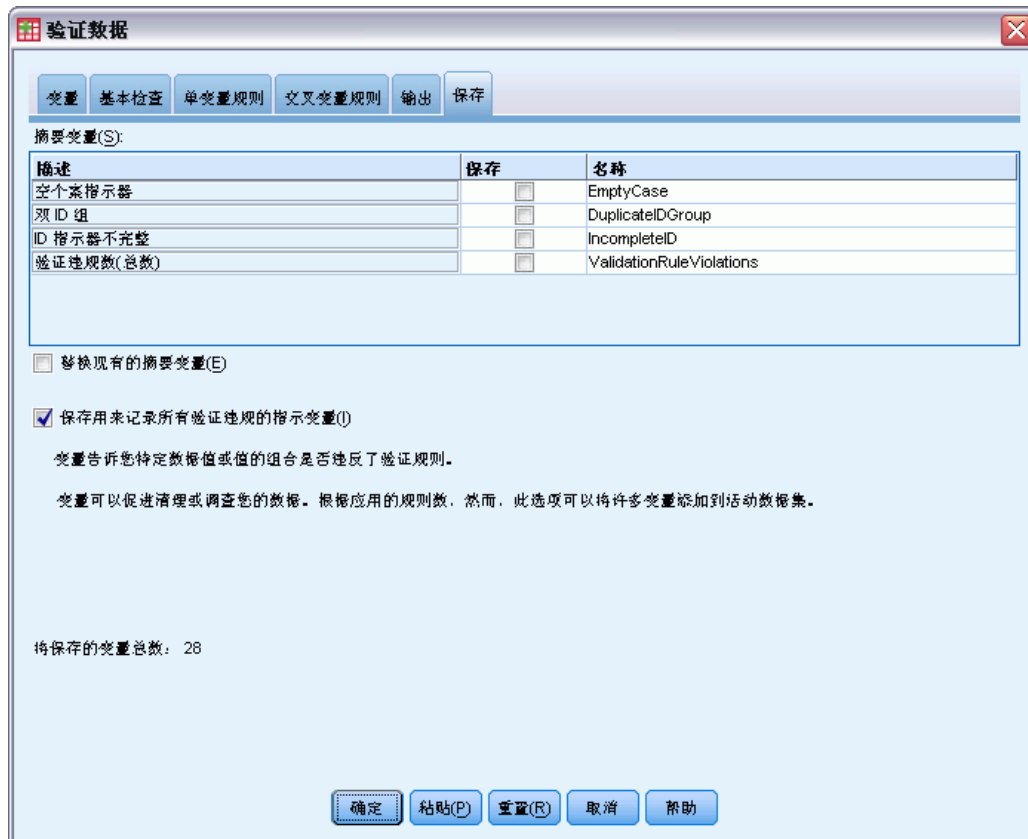 验证数据
变量 基本检查 单变量规则 交叉变量规则 输出 保存
摘要变量(S):
描述 保存 名称
空个案指示器 EmptyCase
双 ID 组 DuplicateIDGroup
ID 指示器不完整 IncompleteID
验证违规数(总数) ValidationRuleViolations
替换现有的摘要变量(E)
保存用来记录所有验证违规的指示变量(I)
变量告诉您特定数据值或值的组合是否违反了验证规则。
变量可以促进清理或调查您的数据。根据应用的规则数，然而，此选项可以将许多变量添加到活动数据集。
将保存的变量总数： 28
确定 粘贴(P) 重置(R) 取消 帮助